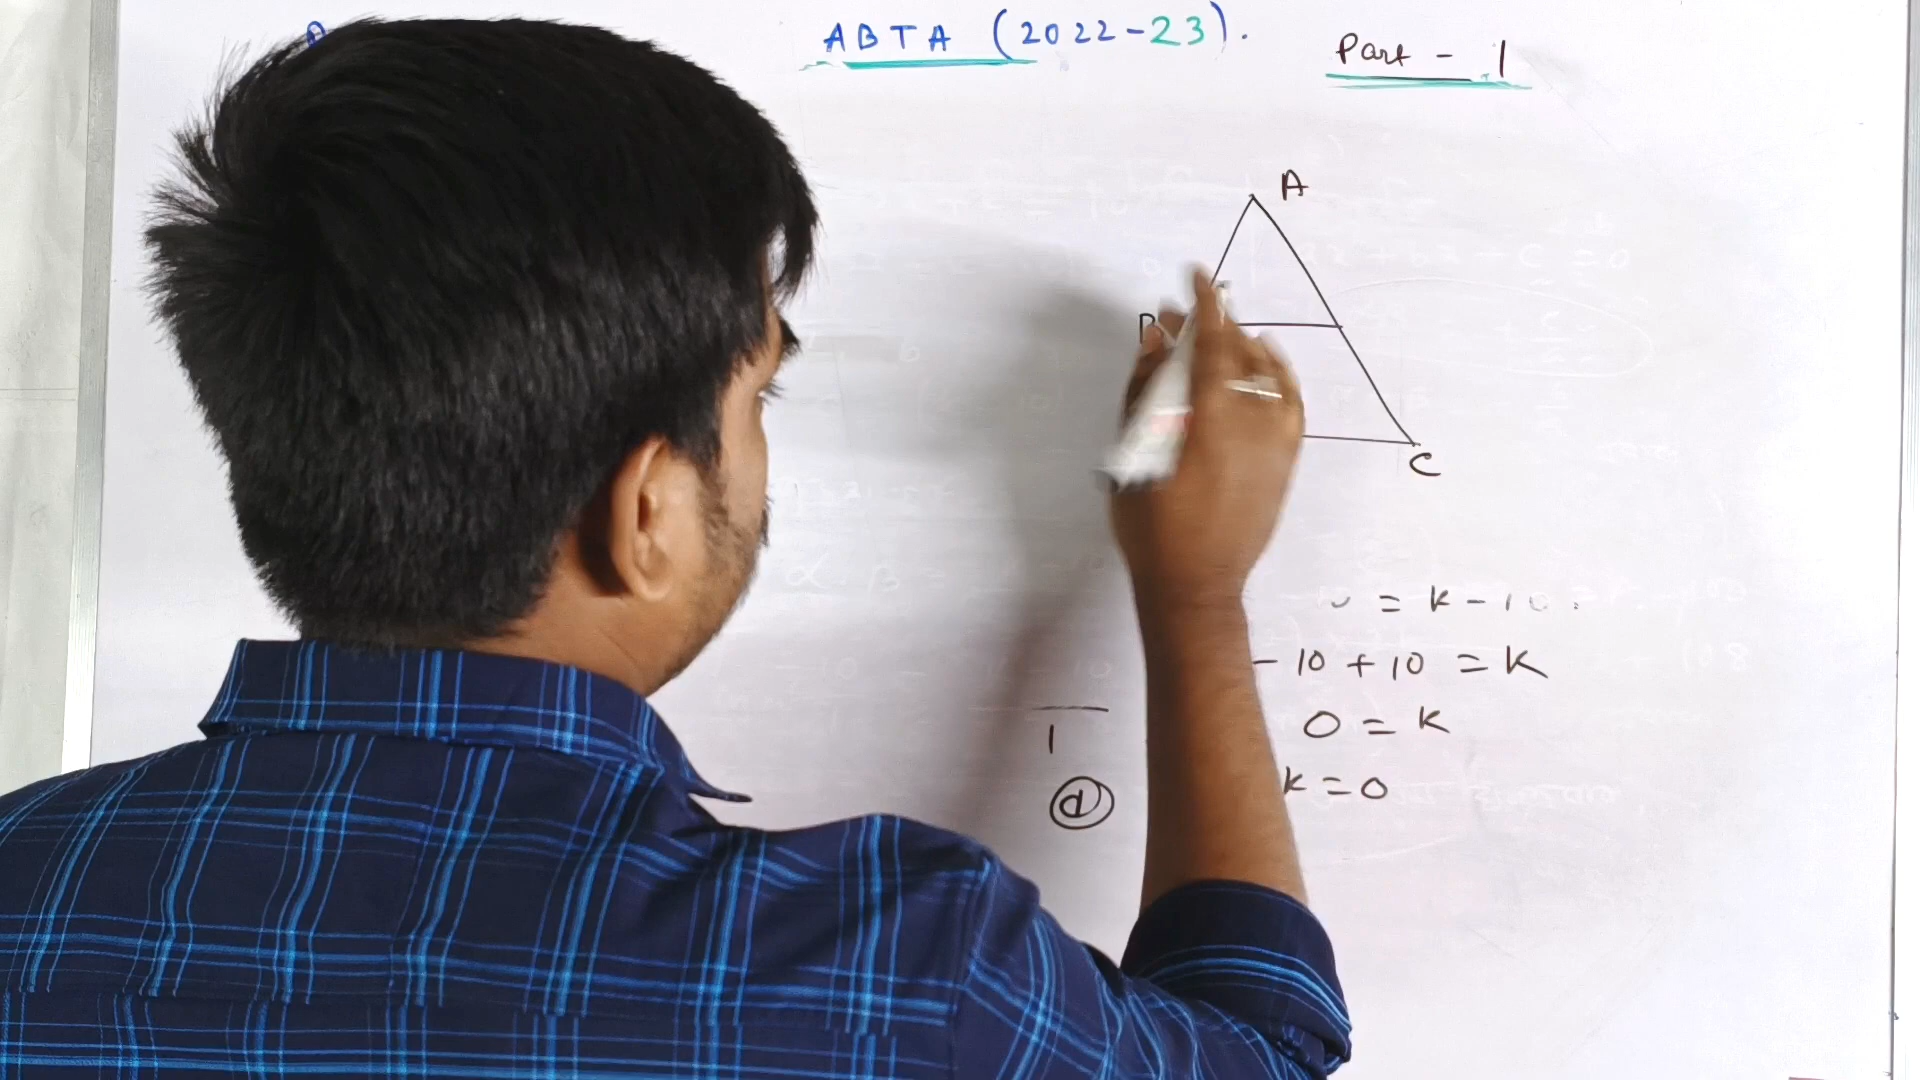 ABTA (2022-23).
Part - 1
A
C
= k - 10.
- 10 + 10 = k
1
0 = k
k = 0
d